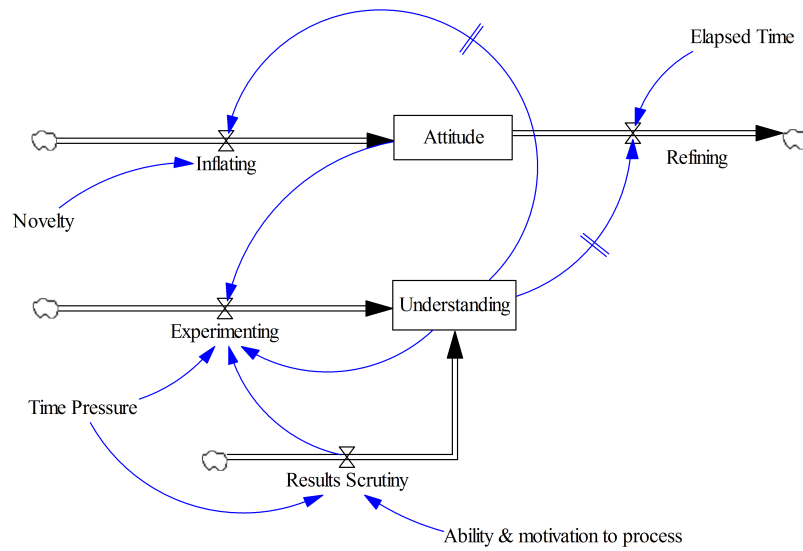 Elapsed Time
Attitude
Inflating
Refining
Novelty
Understanding
Experimenting
Time Pressure
Results Scrutiny
Ability & motivation to process